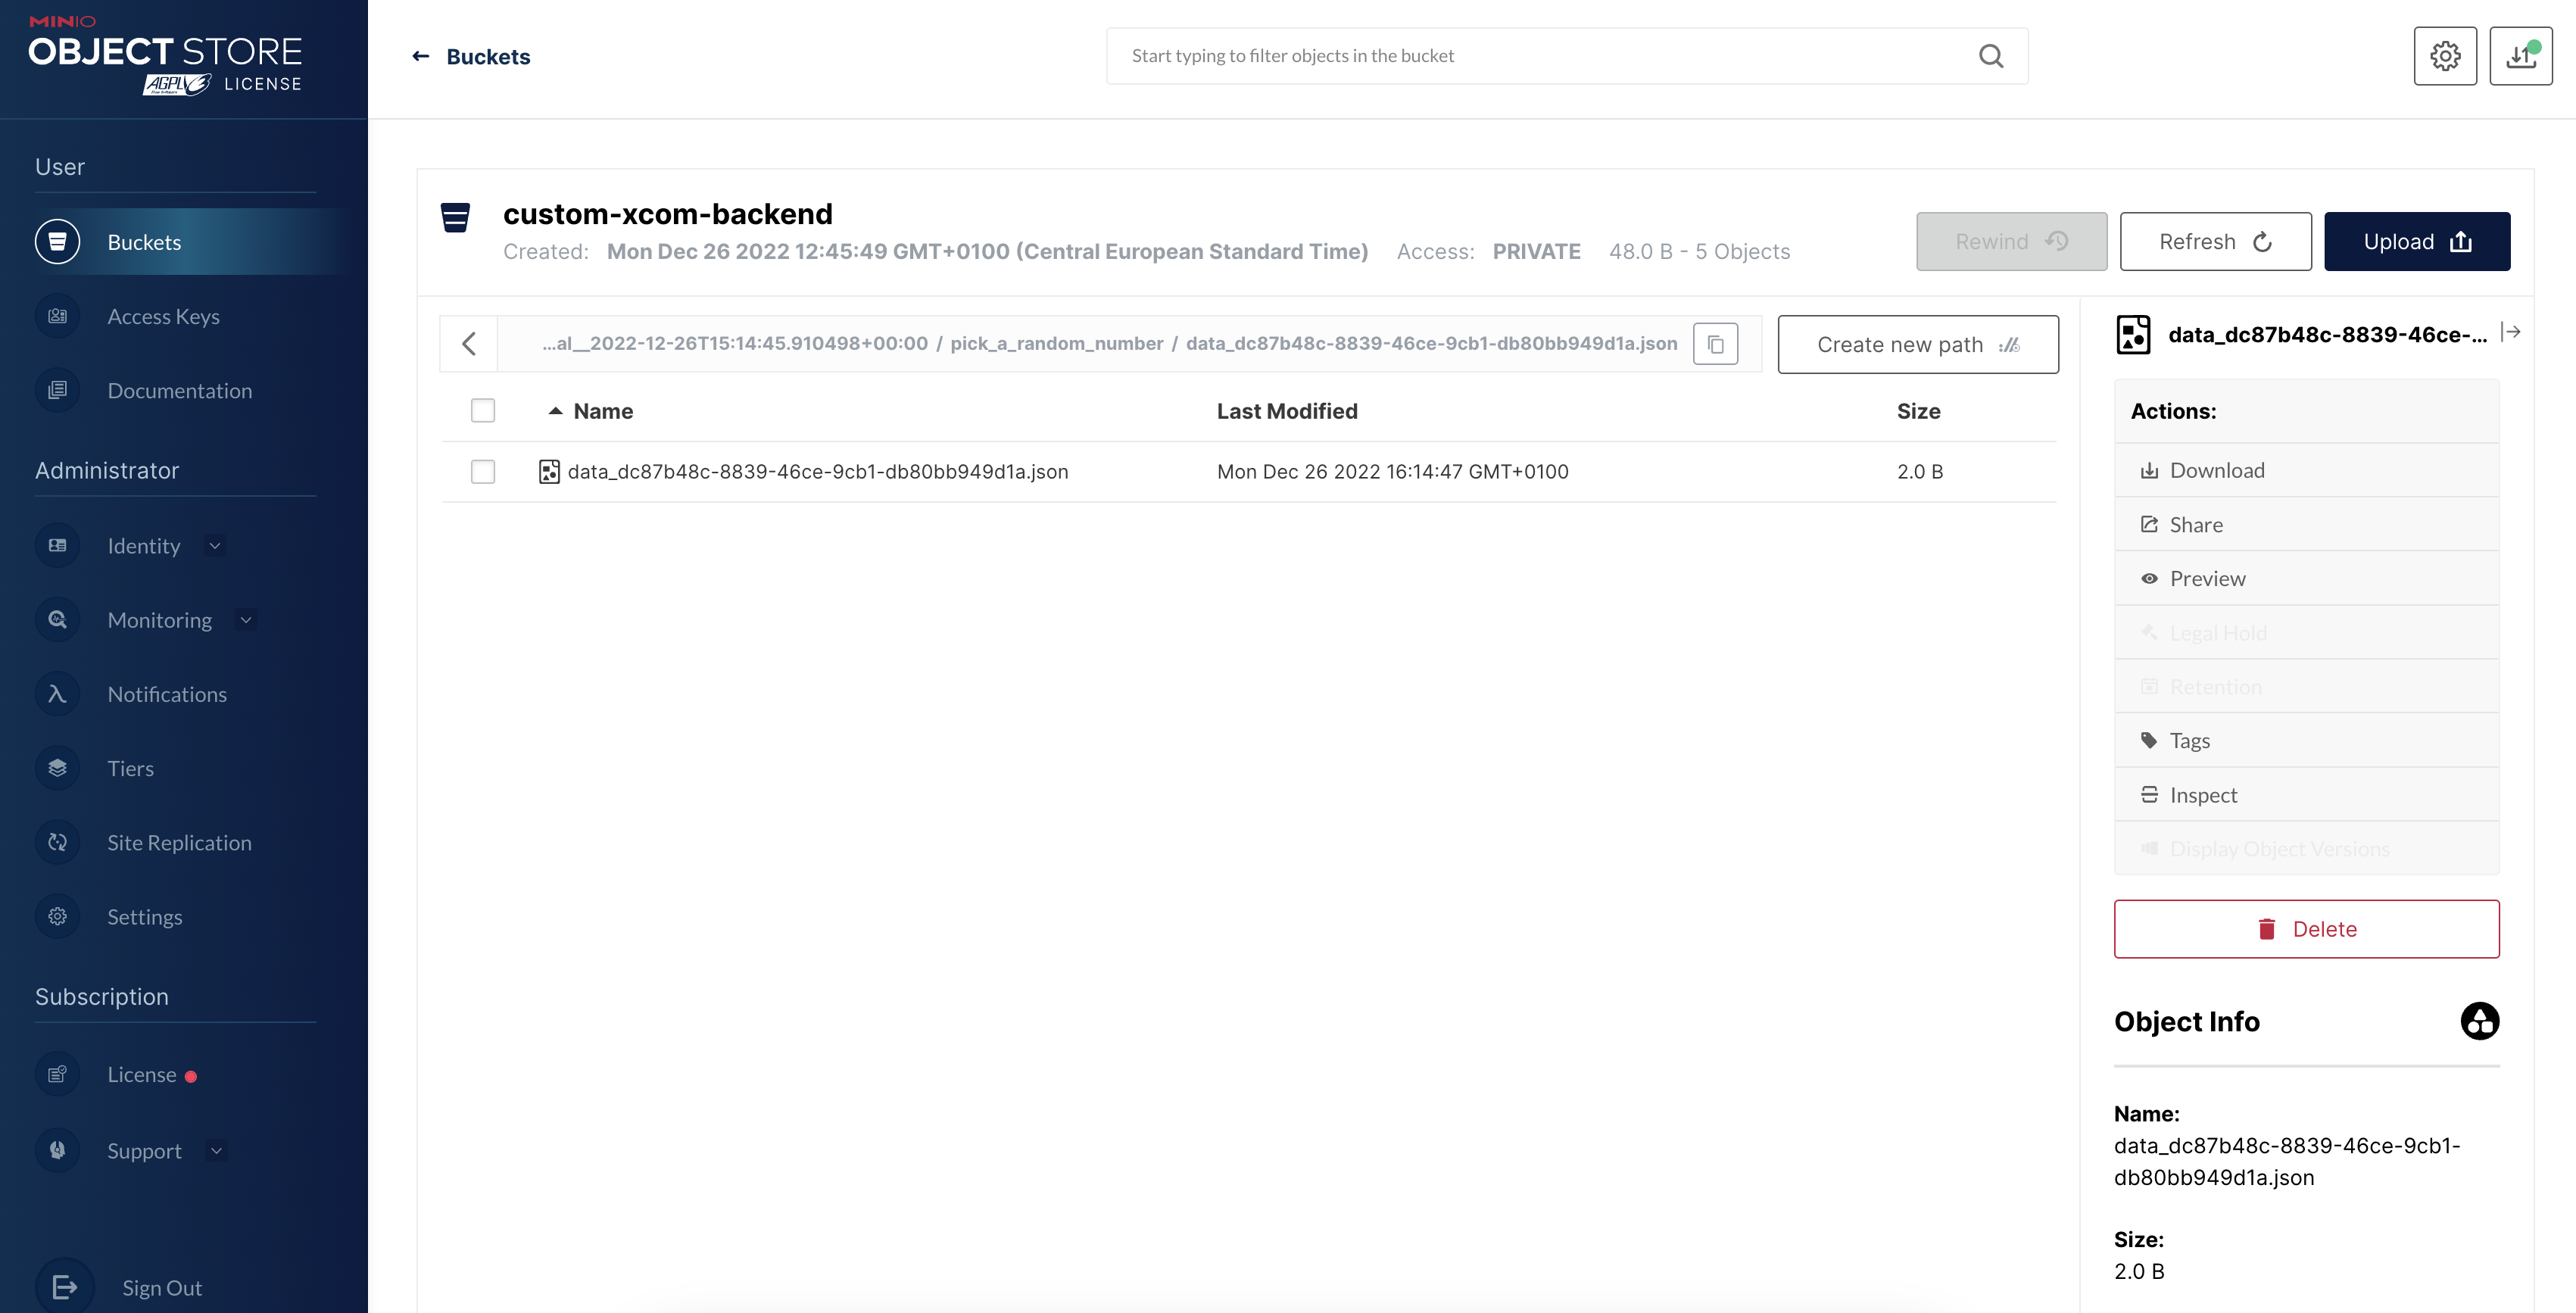 MINIO
OBJECT STORE
AGPL v3 LICENSE
User
Buckets
Access Keys
Documentation
Administrator
Identity
Monitoring
Notifications
Tiers
Site Replication
Settings
Subscription
License
Support
Sign Out
← Buckets
Start typing to filter objects in the bucket
custom-xcom-backend
Created: Mon Dec 26 2022 12:45:49 GMT+0100 (Central European Standard Time) Access: PRIVATE 48.0 B - 5 Objects
Rewind
Refresh
Upload
...al__2022-12-26T15:14:45.910498+00:00 / pick_a_random_number / data_dc87b48c-8839-46ce-9cb1-db80bb949d1a.json
Create new path
Name Last Modified Size
data_dc87b48c-8839-46ce-9cb1-db80bb949d1a.json Mon Dec 26 2022 16:14:47 GMT+0100 2.0 B
data_dc87b48c-8839-46ce-...
Actions:
Download
Share
Preview
Legal Hold
Retention
Tags
Inspect
Display Object Versions
Delete
Object Info
Name:
data_dc87b48c-8839-46ce-9cb1-
db80bb949d1a.json
Size:
2.0 B